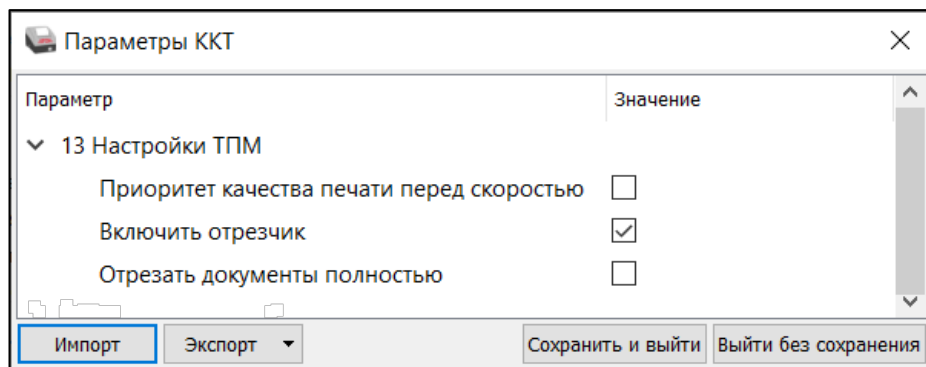 Параметры ККТ
Параметр Значение
13 Настройки ТПМ
Приоритет качества печати перед скоростью
Включить отрезчик
Отрезать документы полностью
Импорт Экспорт Сохранить и выйти Выйти без сохранения